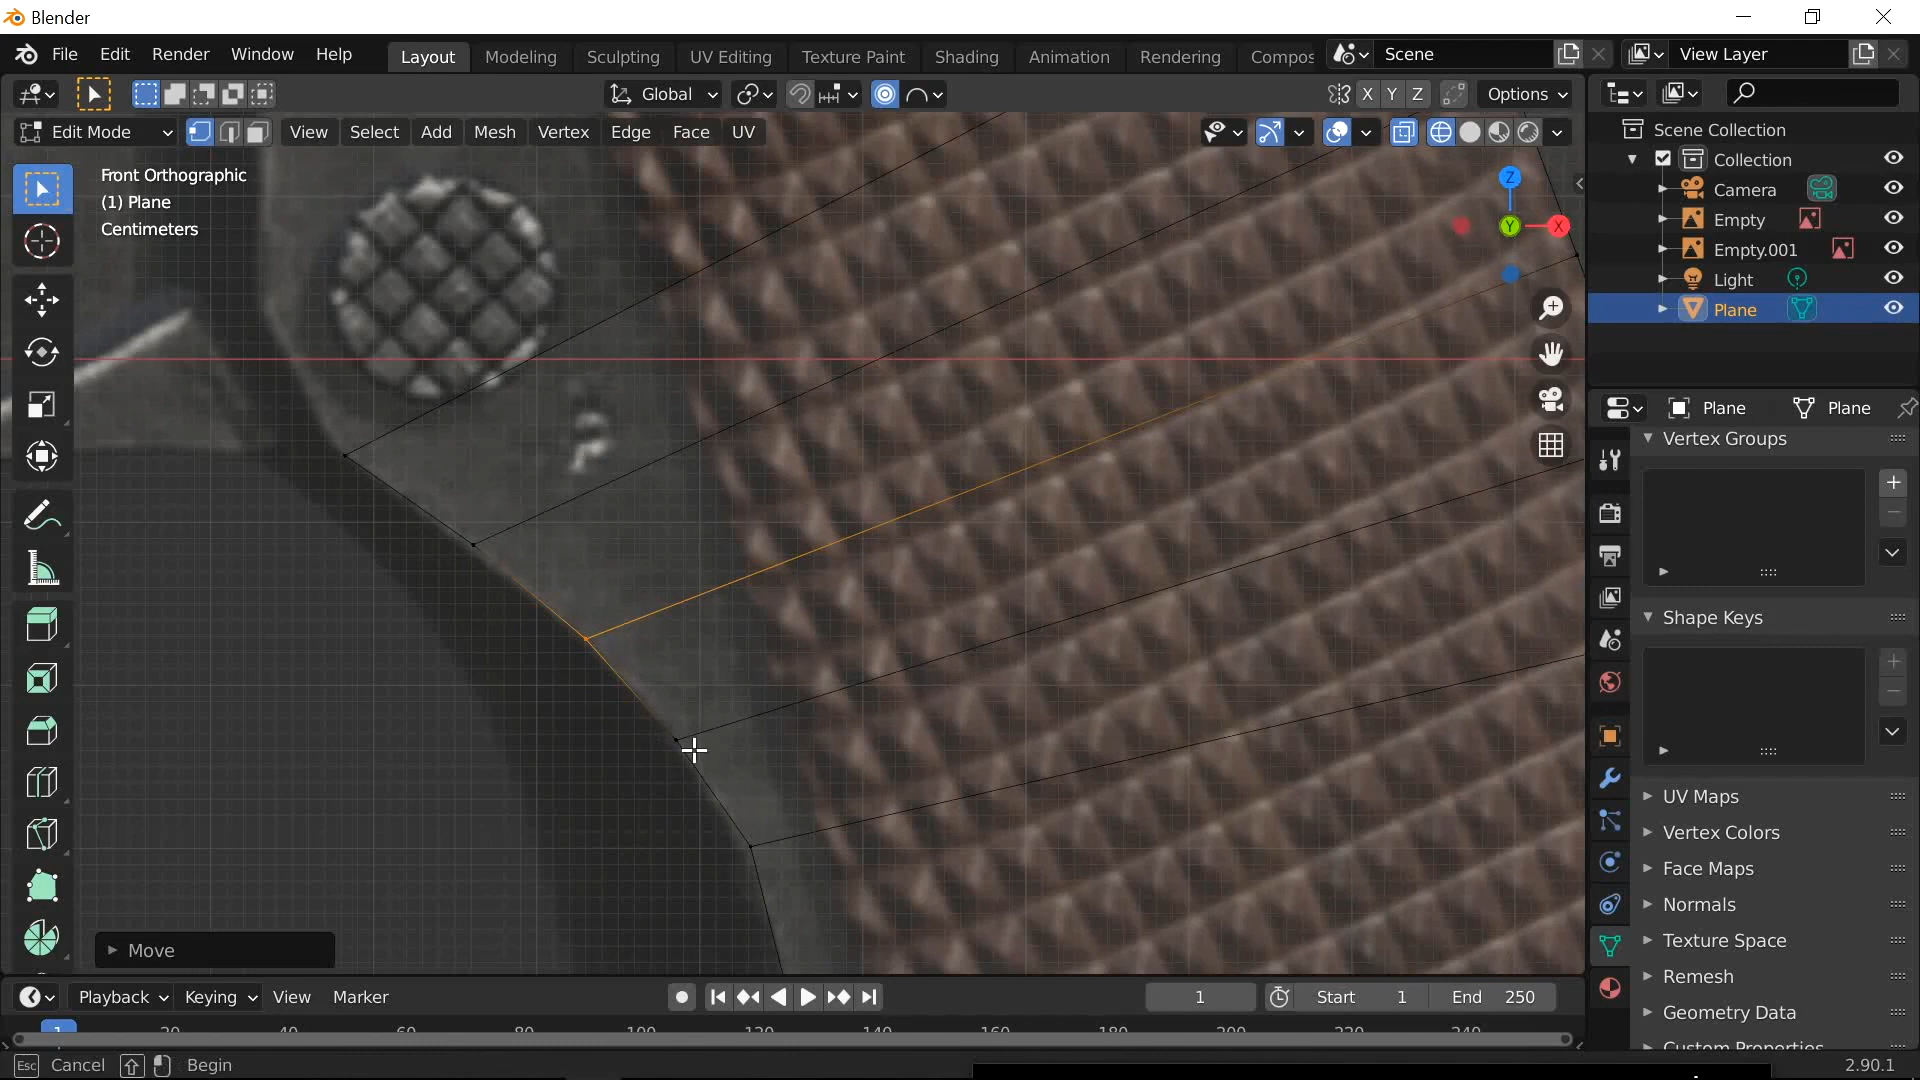 Blender
File Edit Render Window Help
Layout Modeling Sculpting UV Editing Texture Paint Shading Animation Rendering Compos
Scene
View Layer
Global
X Y Z
Options
Edit Mode
View Select Add Mesh Vertex Edge Face UV
Front Orthographic
(1) Plane
Centimeters
Z
Y
X
Scene Collection
Collection
Camera
Empty
Empty.001
Light
Plane
Plane
Plane
Vertex Groups
Shape Keys
UV Maps
Vertex Colors
Face Maps
Normals
Texture Space
Remesh
Geometry Data
Custom Properties
Move
Playback Keying View Marker
1
Start 1
End 250
1 20 40 60 80 100 120 140 160 180 200 220 240
Esc Cancel
Begin
2.90.1